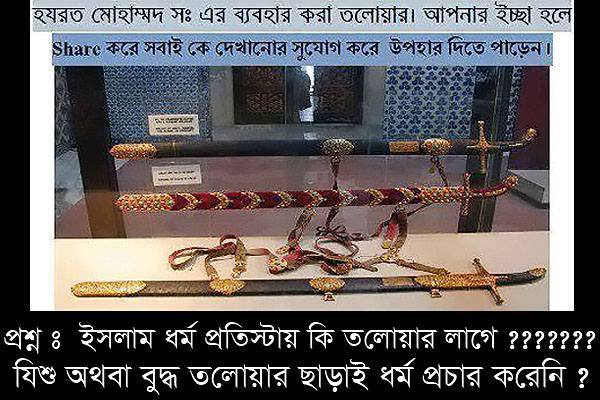 হযরত মোহাম্মদ সঃ এর ব্যবহার করা তলোয়ার। আপনার ইচ্ছা হলে
Share করে সবাই কে দেখানোর সুযোগ করে উপহার দিতে পাড়েন।
প্রশ্ন ঃ ইসলাম ধর্ম প্রতিস্টায় কি তলোয়ার লাগে ???????
যিশু অথবা বুদ্ধ তলোয়ার ছাড়াই ধর্ম প্রচার করেনি ?